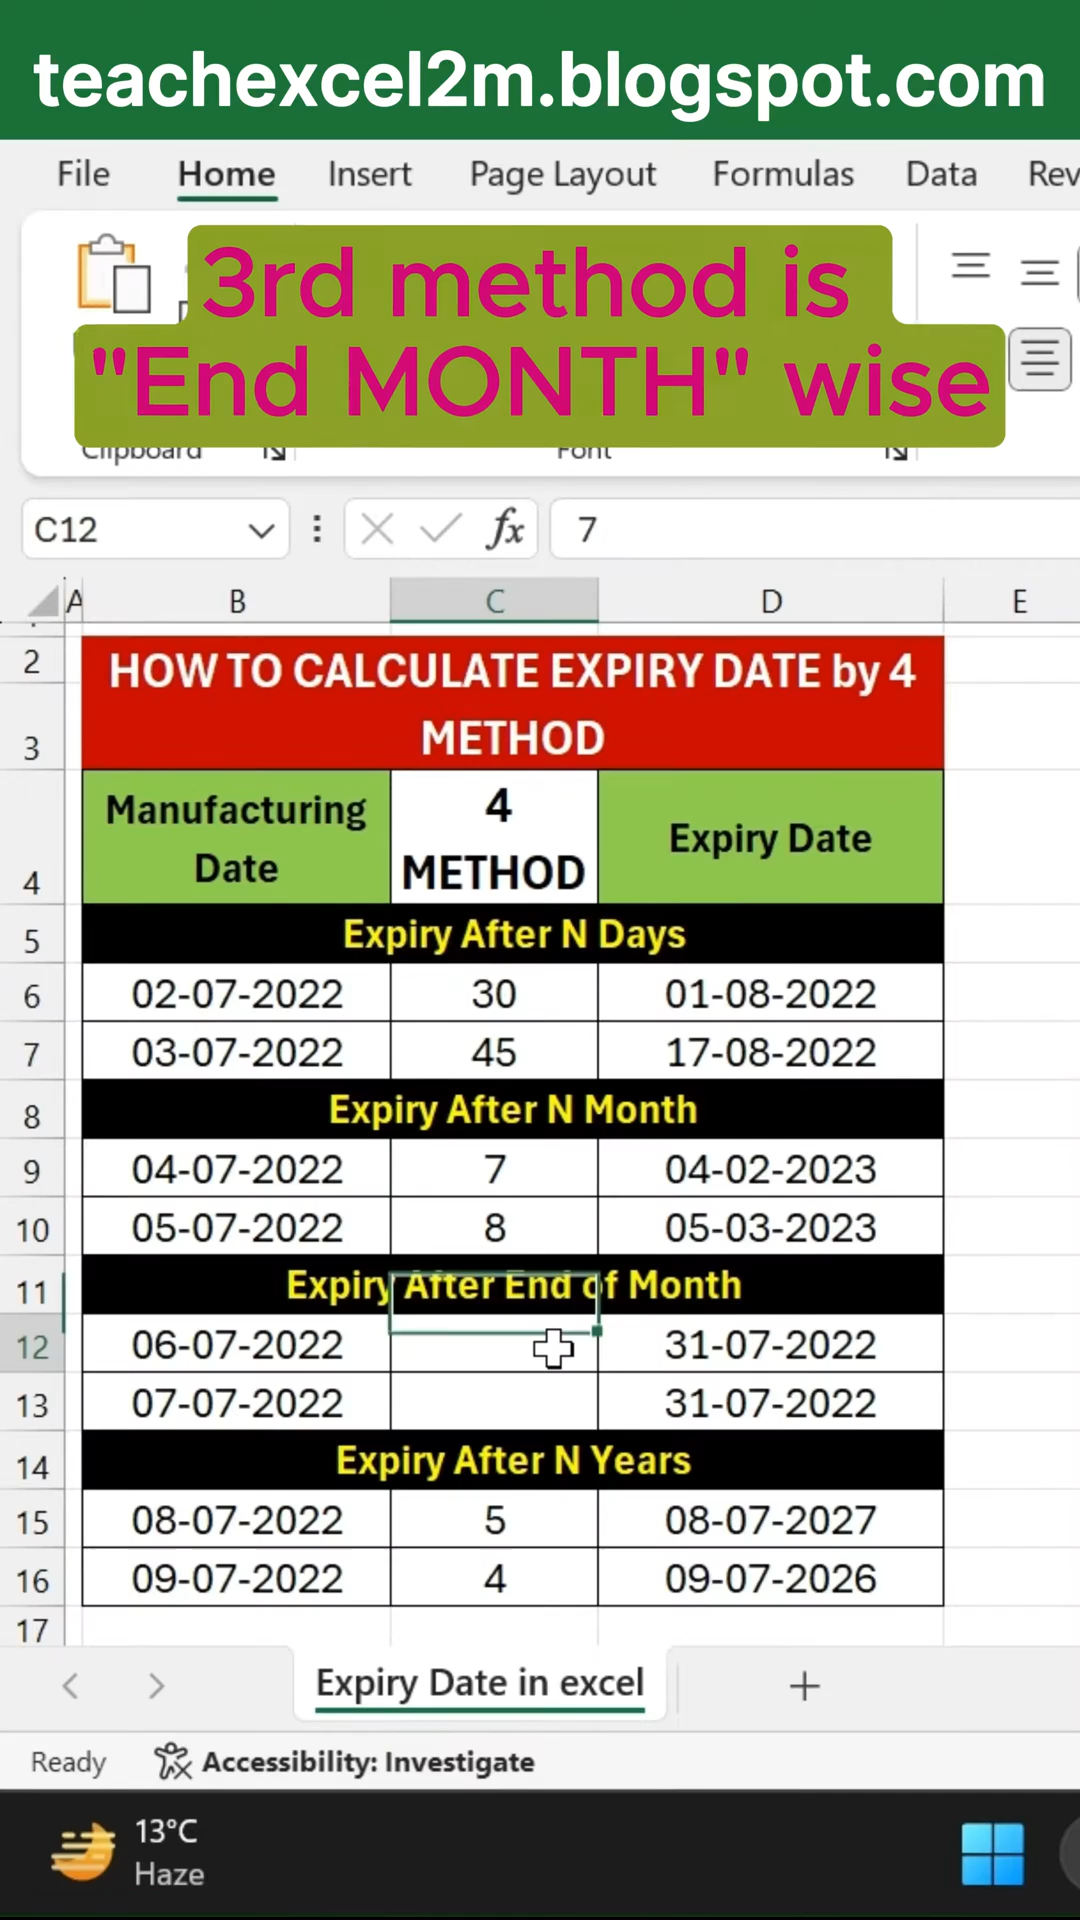 teachexcel2m.blogspot.com
File Home Insert Page Layout Formulas Data Rev
3rd method is
"End MONTH" wise
Clipboard Font
C12 fx 7
A B C D E
2 HOW TO CALCULATE EXPIRY DATE by 4
3 METHOD
Manufacturing
Date
4
METHOD
Expiry Date
4
5 Expiry After N Days
6 02-07-2022 30 01-08-2022
7 03-07-2022 45 17-08-2022
8 Expiry After N Month
9 04-07-2022 7 04-02-2023
10 05-07-2022 8 05-03-2023
11 Expiry After End of Month
12 06-07-2022 31-07-2022
13 07-07-2022 31-07-2022
14 Expiry After N Years
15 08-07-2022 5 08-07-2027
16 09-07-2022 4 09-07-2026
17
Expiry Date in excel
Ready Accessibility: Investigate
13°C
Haze